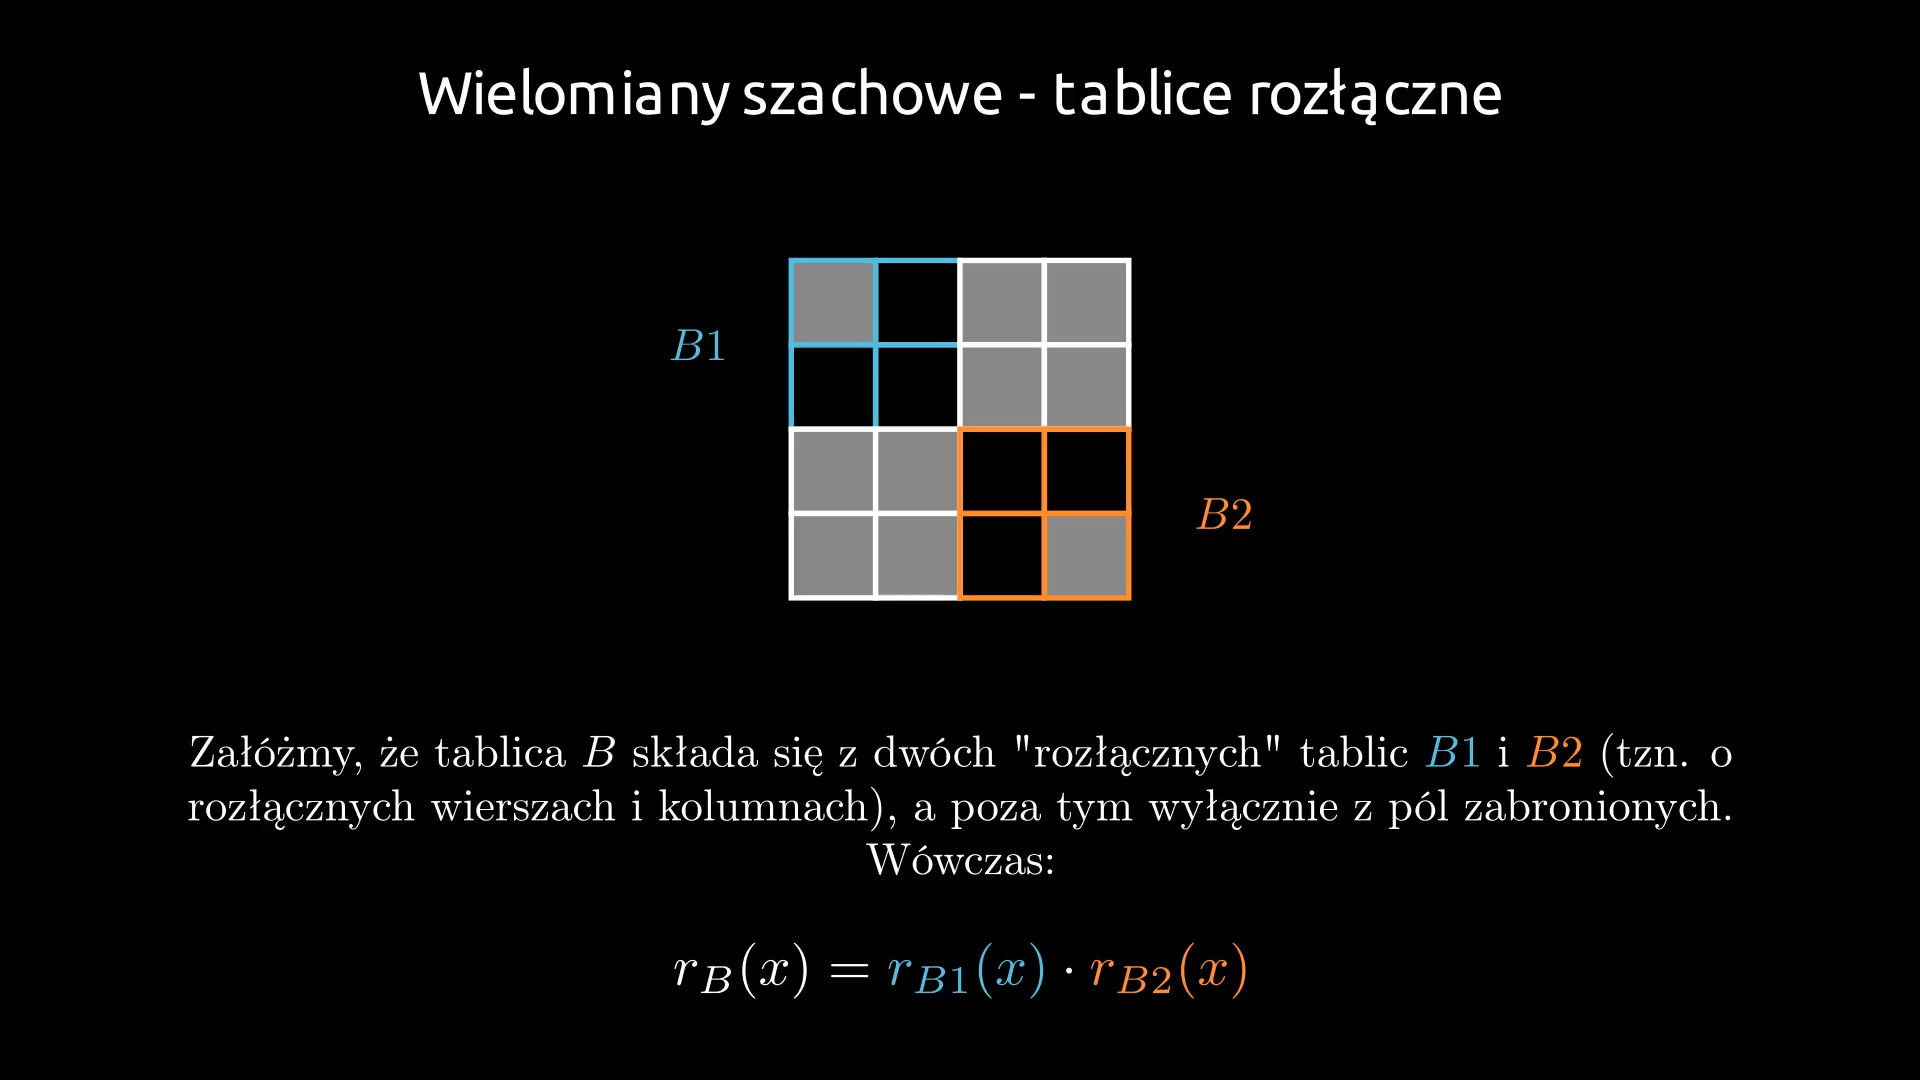 Wielomiany szachowe - tablice rozłączne
B1
B2
Załóżmy, że tablica B składa się z dwóch "rozłącznych" tablic B1 i B2 (tzn. o
rozłącznych wierszach i kolumnach), a poza tym wyłącznie z pól zabronionych.
Wówczas:
r_B(x) = r_{B1}(x) · r_{B2}(x)